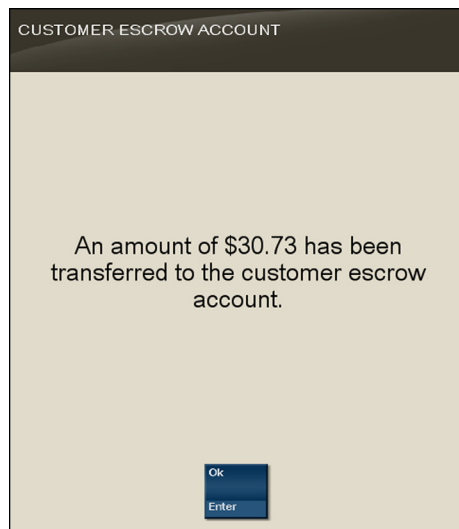 CUSTOMER ESCROW ACCOUNT
An amount of $30.73 has been
transferred to the customer escrow
account.
Ok
Enter